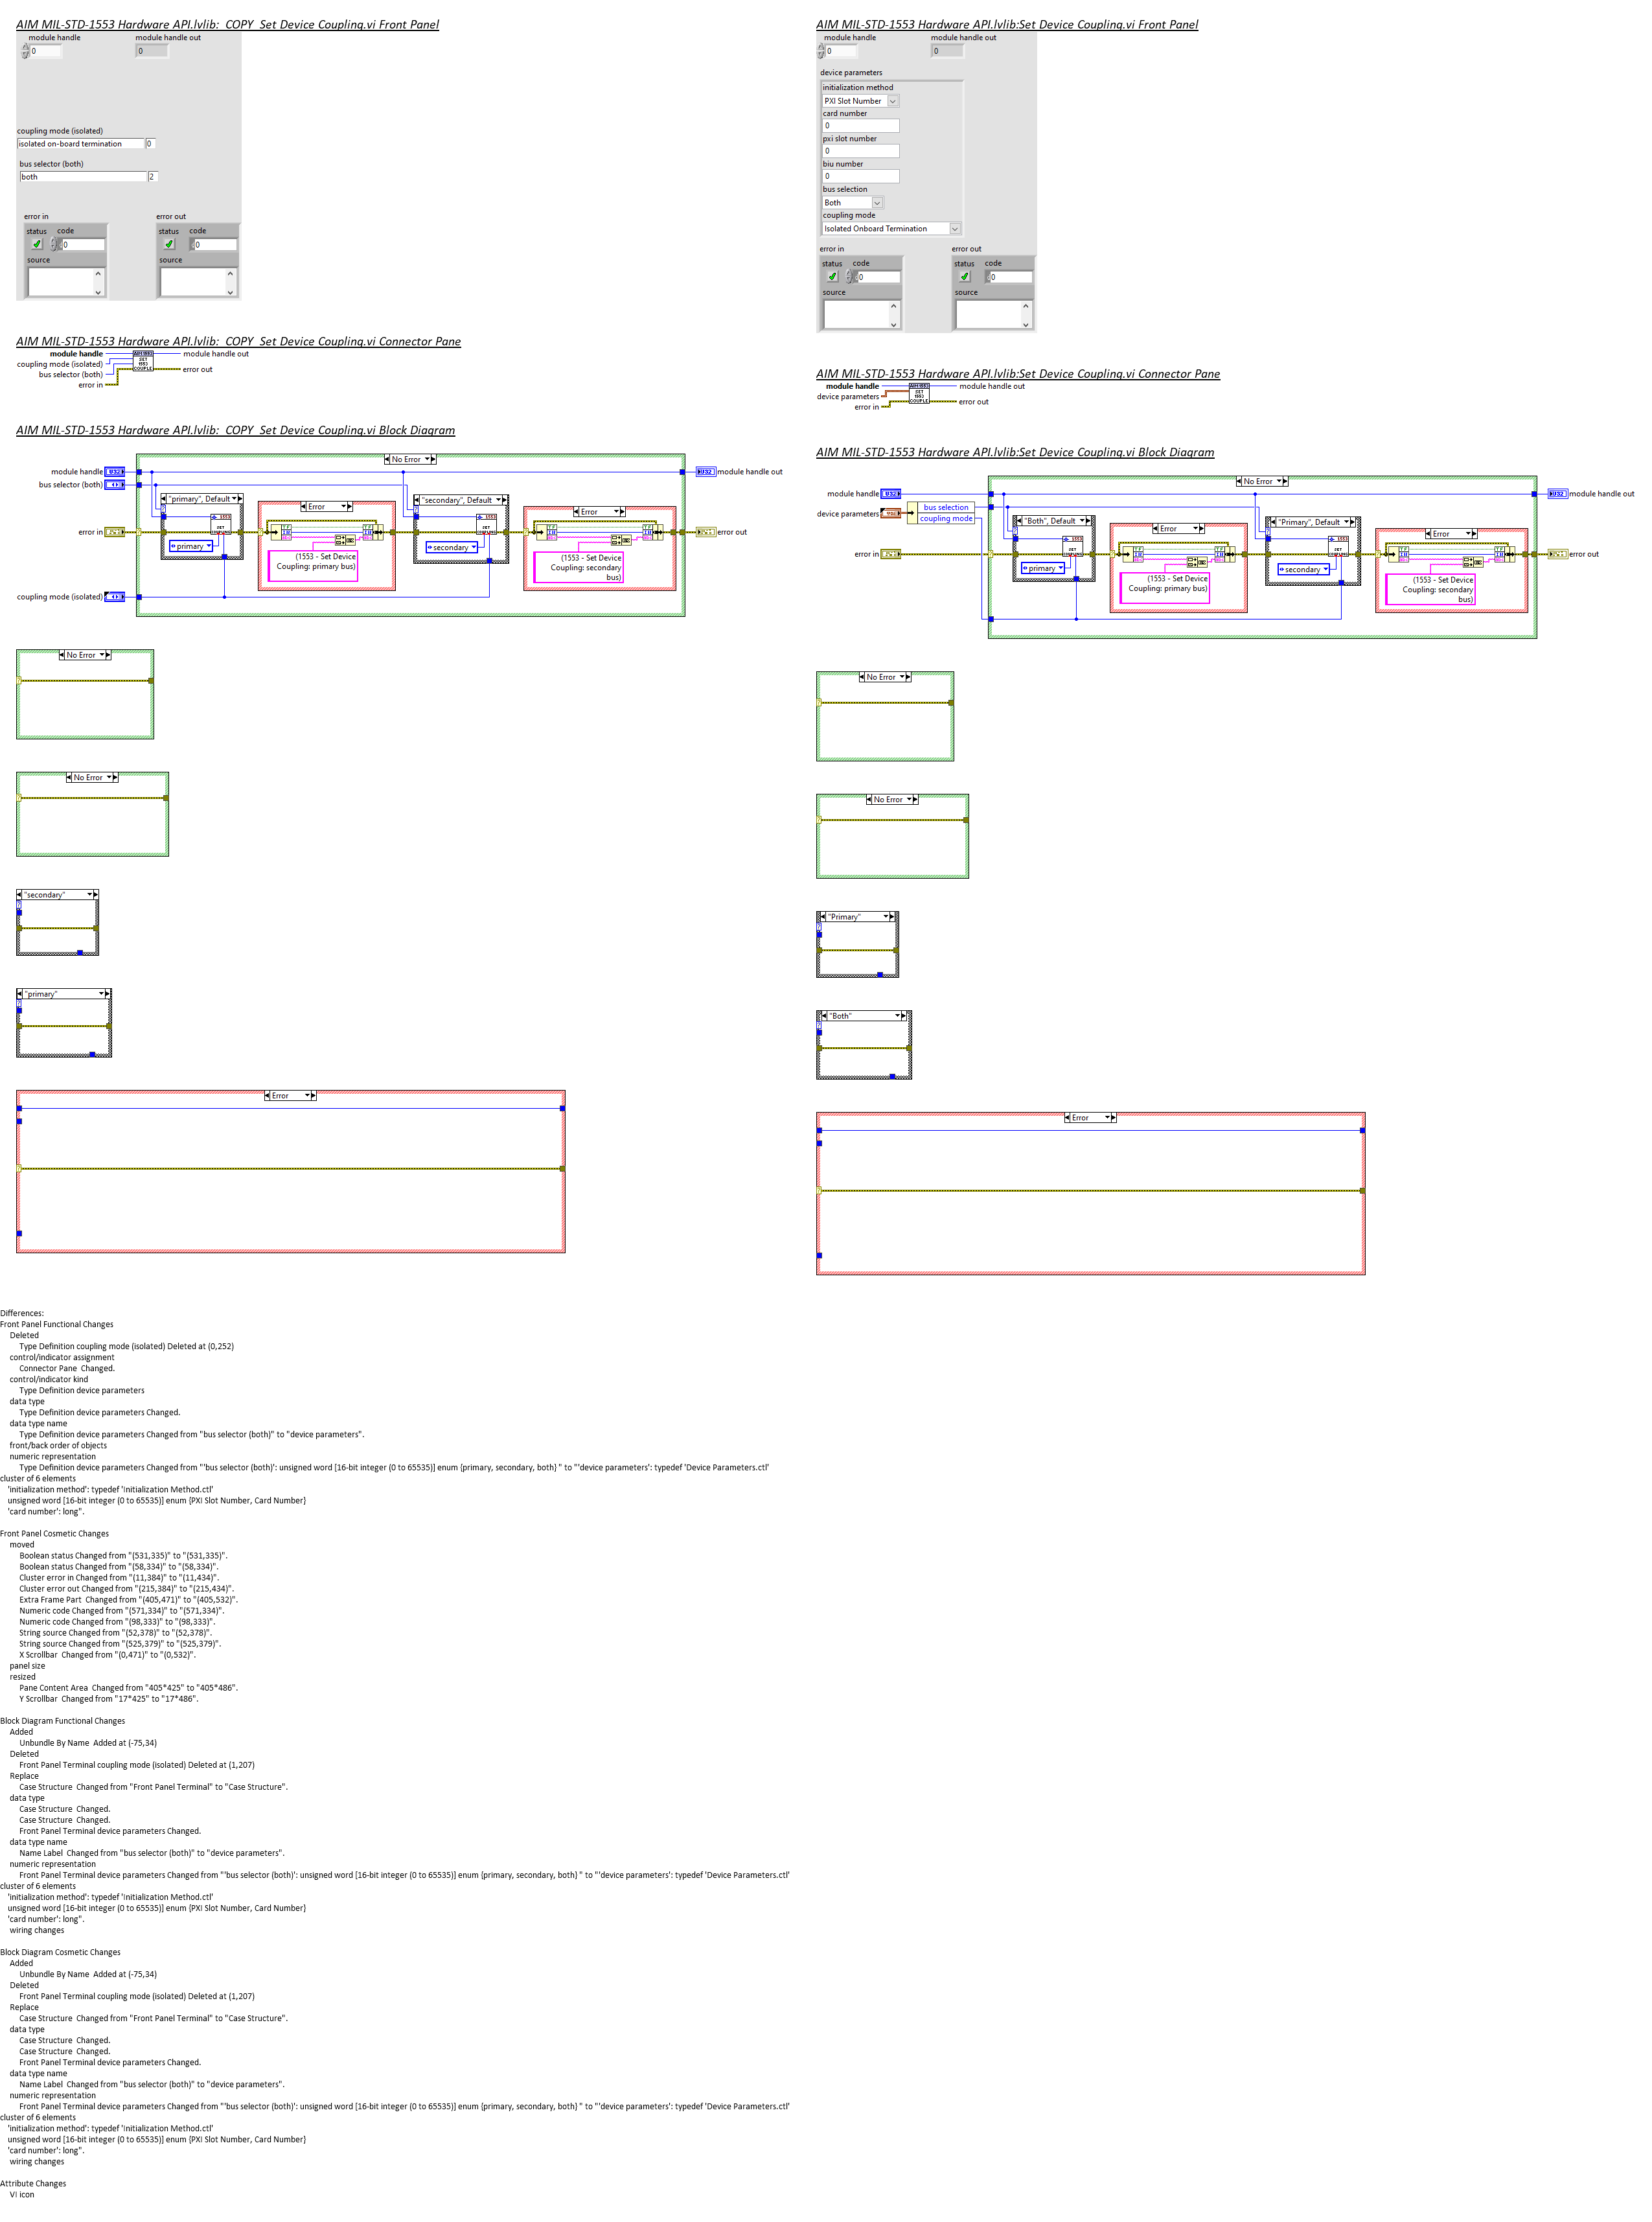 AIM MIL-STD-1553 Hardware API.lvlib:_COPY_Set Device Coupling.vi Front Panel
module handle
module handle out
0
0
coupling mode (isolated)
isolated on-board termination
0
bus selector (both)
both
2
error in
error out
status
code
status
code
0
0
source
source
AIM MIL-STD-1553 Hardware API.lvlib:_COPY_Set Device Coupling.vi Connector Pane
module handle
module handle out
coupling mode (isolated)
bus selector (both)
error out
error in
AIM1553
SET
1553
COUPLE
AIM MIL-STD-1553 Hardware API.lvlib:_COPY_Set Device Coupling.vi Block Diagram
No Error
module handle
U32
U32
module handle out
bus selector (both)
"primary", Default
Error
"secondary", Default
Error
error in
error out
primary
(1553 - Set Device
Coupling: primary bus)
secondary
(1553 - Set Device
Coupling: secondary
bus)
coupling mode (isolated)
No Error
No Error
"secondary"
"primary"
Error
AIM MIL-STD-1553 Hardware API.lvlib:Set Device Coupling.vi Front Panel
module handle
module handle out
0
0
device parameters
initialization method
PXI Slot Number
card number
0
pxi slot number
0
biu number
0
bus selection
Both
coupling mode
Isolated Onboard Termination
error in
error out
status
code
status
code
0
0
source
source
AIM MIL-STD-1553 Hardware API.lvlib:Set Device Coupling.vi Connector Pane
module handle
module handle out
device parameters
error in
error out
AIM1553
SET
1553
COUPLE
AIM MIL-STD-1553 Hardware API.lvlib:Set Device Coupling.vi Block Diagram
No Error
module handle
U32
U32
module handle out
device parameters
bus selection
coupling mode
"Both", Default
Error
"Primary", Default
Error
error in
error out
primary
(1553 - Set Device
Coupling: primary bus)
secondary
(1553 - Set Device
Coupling: secondary
bus)
No Error
No Error
"Primary"
"Both"
Error
Differences:
Front Panel Functional Changes
Deleted
Type Definition coupling mode (isolated) Deleted at (0,252)
control/indicator assignment
Connector Pane  Changed.
control/indicator kind
Type Definition device parameters
data type
Type Definition device parameters Changed.
data type name
Type Definition device parameters Changed from "bus selector (both)" to "device parameters".
front/back order of objects
numeric representation
Type Definition device parameters Changed from "'bus selector (both)': unsigned word [16-bit integer (0 to 65535)] enum {primary, secondary, both} " to "'device parameters': typedef 'Device Parameters.ctl'
cluster of 6 elements
'initialization method': typedef 'Initialization Method.ctl'
unsigned word [16-bit integer (0 to 65535)] enum {PXI Slot Number, Card Number}
'card number': long".
Front Panel Cosmetic Changes
moved
Boolean status Changed from "(531,335)" to "(531,335)".
Boolean status Changed from "(58,334)" to "(58,334)".
Cluster error in Changed from "(11,384)" to "(11,434)".
Cluster error out Changed from "(215,384)" to "(215,434)".
Extra Frame Part  Changed from "(405,471)" to "(405,532)".
Numeric code Changed from "(571,334)" to "(571,334)".
Numeric code Changed from "(98,333)" to "(98,333)".
String source Changed from "(52,378)" to "(52,378)".
String source Changed from "(525,379)" to "(525,379)".
X Scrollbar  Changed from "(0,471)" to "(0,532)".
panel size
resized
Pane Content Area  Changed from "405*425" to "405*486".
Y Scrollbar  Changed from "17*425" to "17*486".
Block Diagram Functional Changes
Added
Unbundle By Name  Added at (-75,34)
Deleted
Front Panel Terminal coupling mode (isolated) Deleted at (1,207)
Replace
Case Structure  Changed from "Front Panel Terminal" to "Case Structure".
data type
Case Structure  Changed.
Case Structure  Changed.
Front Panel Terminal device parameters Changed.
data type name
Name Label  Changed from "bus selector (both)" to "device parameters".
numeric representation
Front Panel Terminal device parameters Changed from "'bus selector (both)': unsigned word [16-bit integer (0 to 65535)] enum {primary, secondary, both} " to "'device parameters': typedef 'Device Parameters.ctl'
cluster of 6 elements
'initialization method': typedef 'Initialization Method.ctl'
unsigned word [16-bit integer (0 to 65535)] enum {PXI Slot Number, Card Number}
'card number': long".
wiring changes
Block Diagram Cosmetic Changes
Added
Unbundle By Name  Added at (-75,34)
Deleted
Front Panel Terminal coupling mode (isolated) Deleted at (1,207)
Replace
Case Structure  Changed from "Front Panel Terminal" to "Case Structure".
data type
Case Structure  Changed.
Case Structure  Changed.
Front Panel Terminal device parameters Changed.
data type name
Name Label  Changed from "bus selector (both)" to "device parameters".
numeric representation
Front Panel Terminal device parameters Changed from "'bus selector (both)': unsigned word [16-bit integer (0 to 65535)] enum {primary, secondary, both} " to "'device parameters': typedef 'Device Parameters.ctl'
cluster of 6 elements
'initialization method': typedef 'Initialization Method.ctl'
unsigned word [16-bit integer (0 to 65535)] enum {PXI Slot Number, Card Number}
'card number': long".
wiring changes
Attribute Changes
VI icon